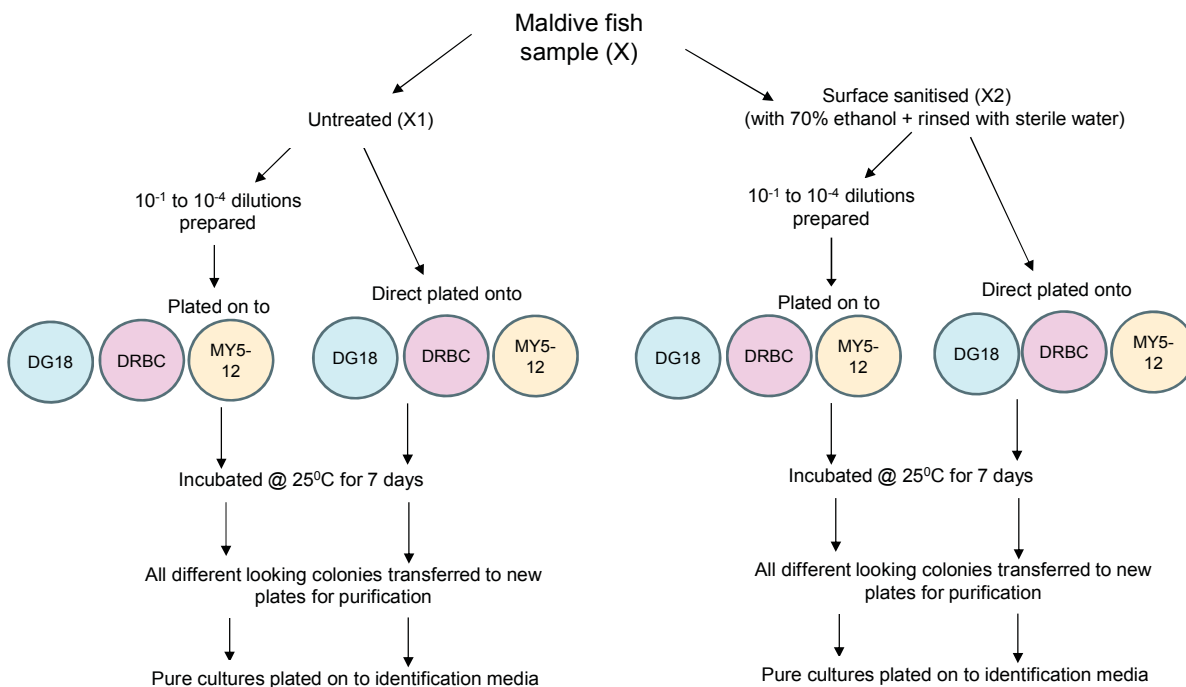 Maldive fish
sample (X)
Untreated (X1)
Surface sanitised (X2)
(with 70% ethanol + rinsed with sterile water)
10⁻¹ to 10⁻⁴ dilutions
prepared
10⁻¹ to 10⁻⁴ dilutions
prepared
Plated on to
Direct plated onto
Plated on to
Direct plated onto
DG18
DRBC
MY5-
12
DG18
DRBC
MY5-
12
DG18
DRBC
MY5-
12
DG18
DRBC
MY5-
12
Incubated @ 25⁰C for 7 days
Incubated @ 25⁰C for 7 days
All different looking colonies transferred to new
plates for purification
All different looking colonies transferred to new
plates for purification
Pure cultures plated on to identification media
Pure cultures plated on to identification media